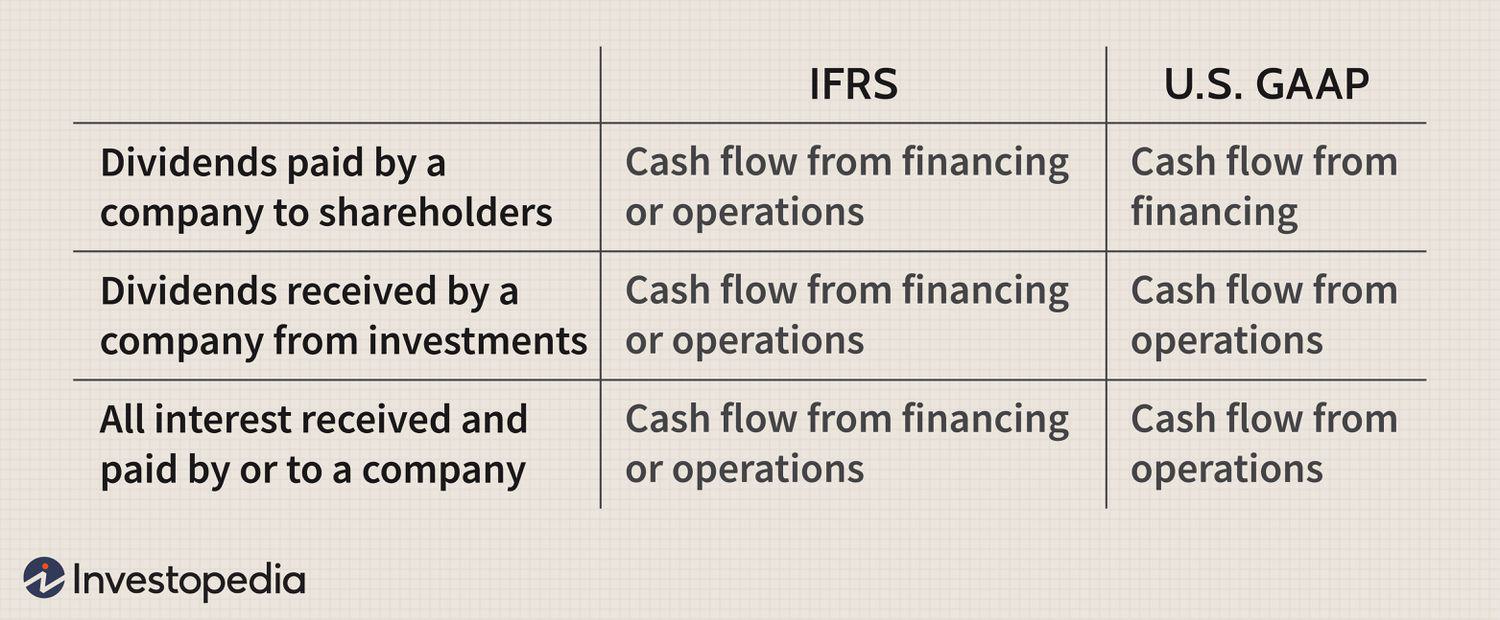 IFRS
U.S. GAAP
Dividends paid by a
company to shareholders
Cash flow from financing
or operations
Cash flow from
financing
Dividends received by a
company from investments
Cash flow from financing
or operations
Cash flow from
operations
All interest received and
paid by or to a company
Cash flow from financing
or operations
Cash flow from
operations
Investopedia